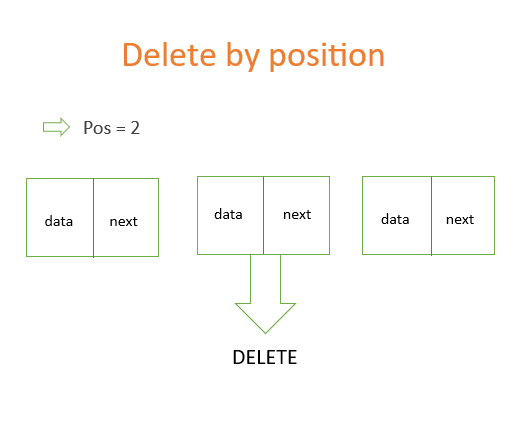 Delete by position
Pos = 2
data next data next data next
DELETE